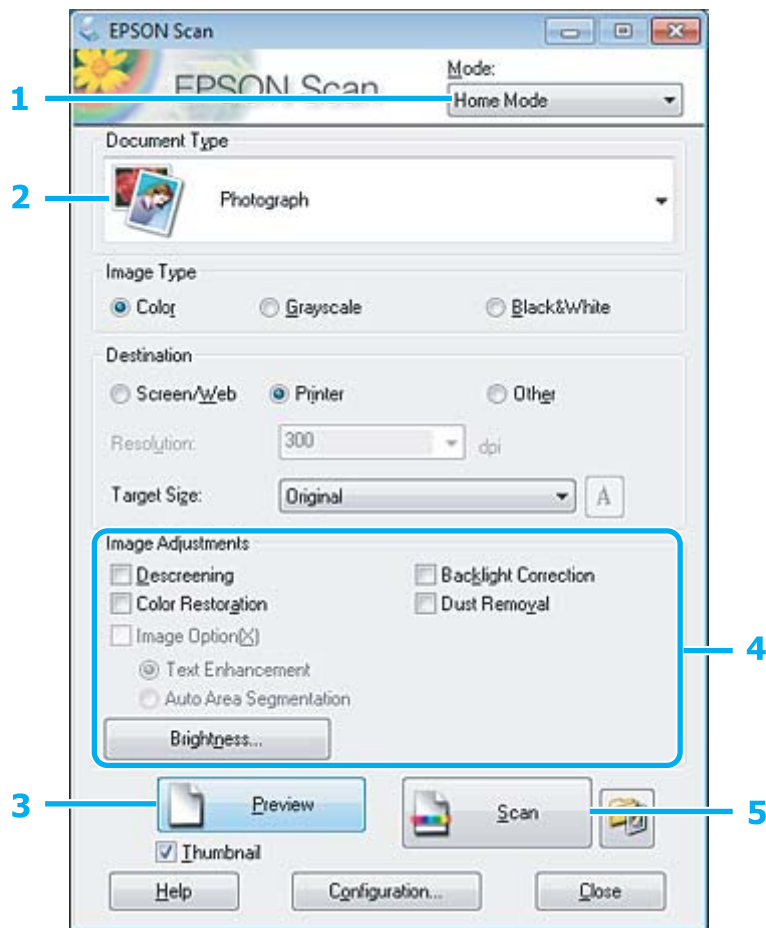 EPSON Scan
EPSON Scan
Mode:
1
Home Mode
Document Type
2
Photograph
Image Type
Color Grayscale Black&White
Destination
Screen/Web Printer Other
Resolution: 300 dpi
Target Size: Original A
Image Adjustments
Descreening Backlight Correction
Color Restoration Dust Removal
Image Option(X)
4
Text Enhancement
Auto Area Segmentation
Brightness...
3 Preview Scan 5
Thumbnail
Help Configuration... Close